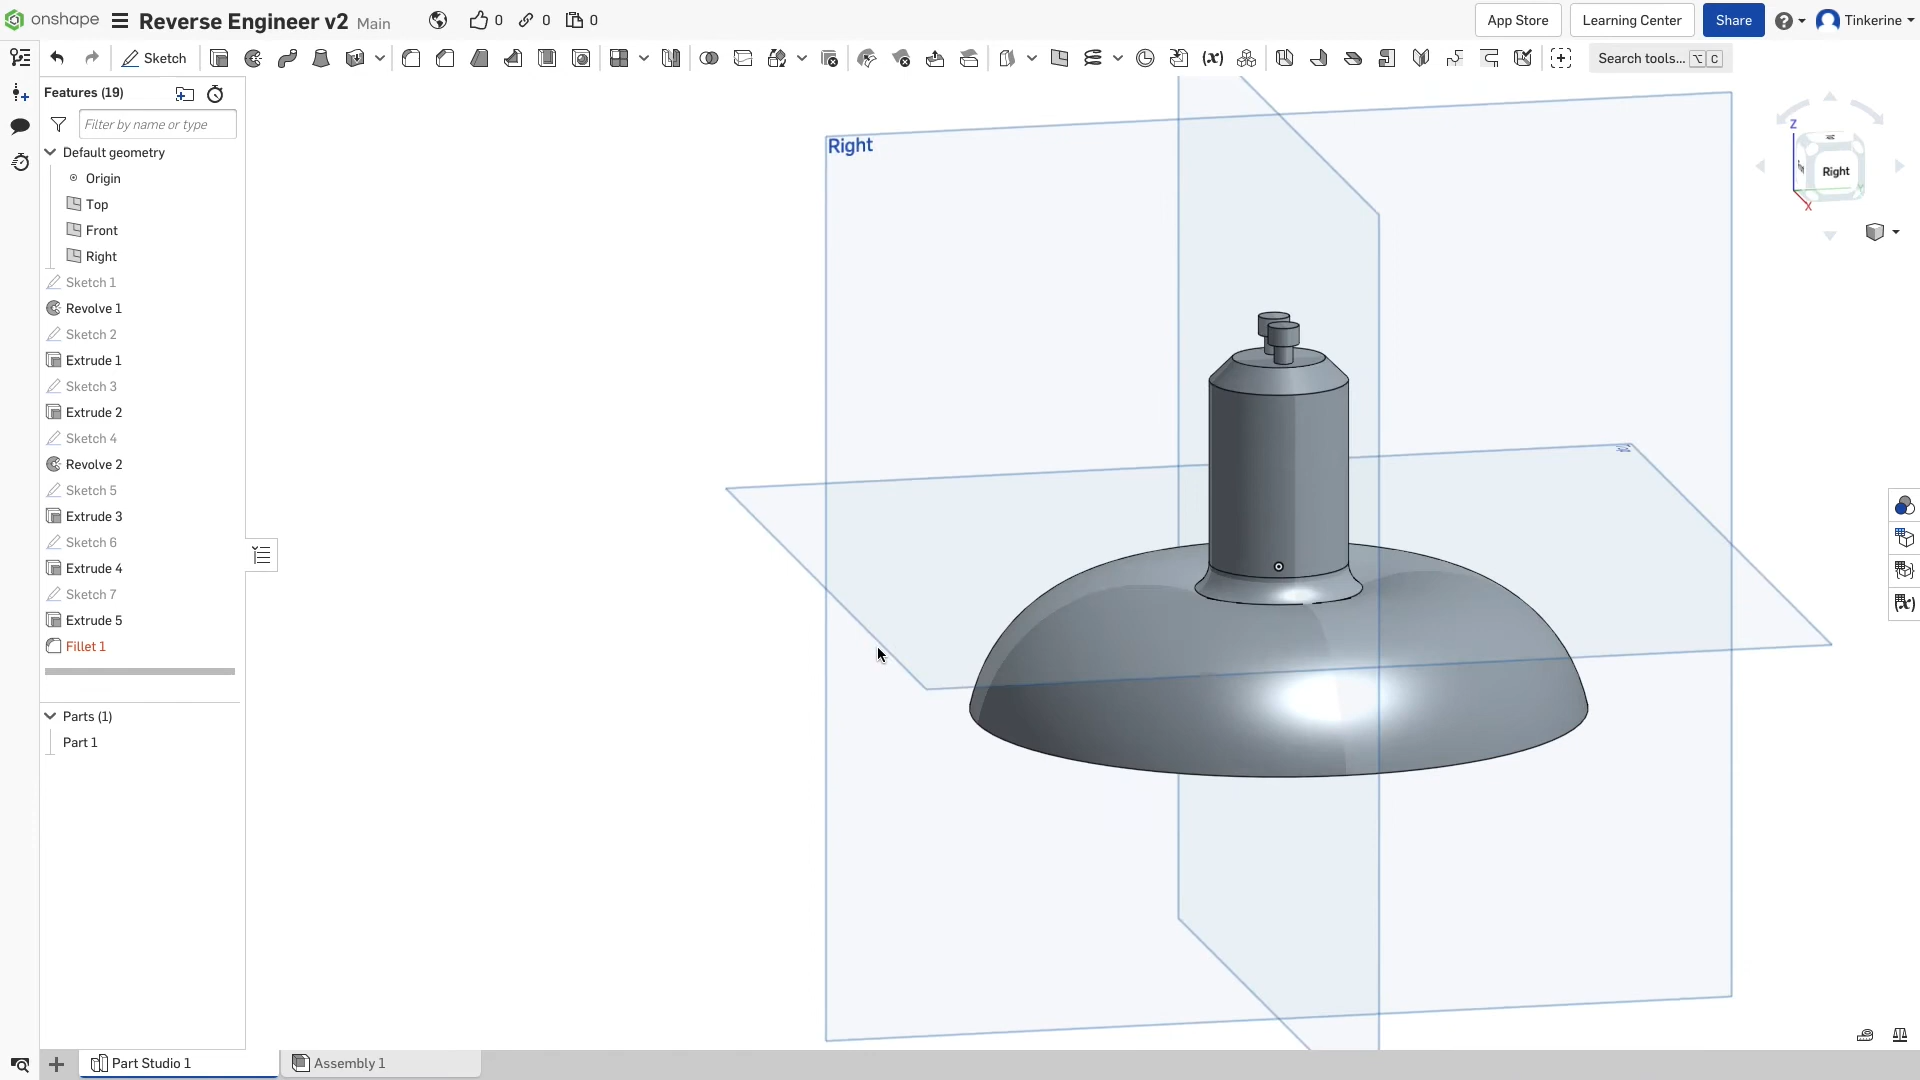 onshape Reverse Engineer v2 Main 0 0 0 App Store Learning Center Share Tinkerine
Sketch (x) Search tools... ⌥ C
Features (19)
Filter by name or type
Default geometry
Origin
Top
Front
Right
Sketch 1
Revolve 1
Sketch 2
Extrude 1
Sketch 3
Extrude 2
Sketch 4
Revolve 2
Sketch 5
Extrude 3
Sketch 6
Extrude 4
Sketch 7
Extrude 5
Fillet 1
Parts (1)
Part 1
Right
Z
Right
X
(x)
Part Studio 1 Assembly 1